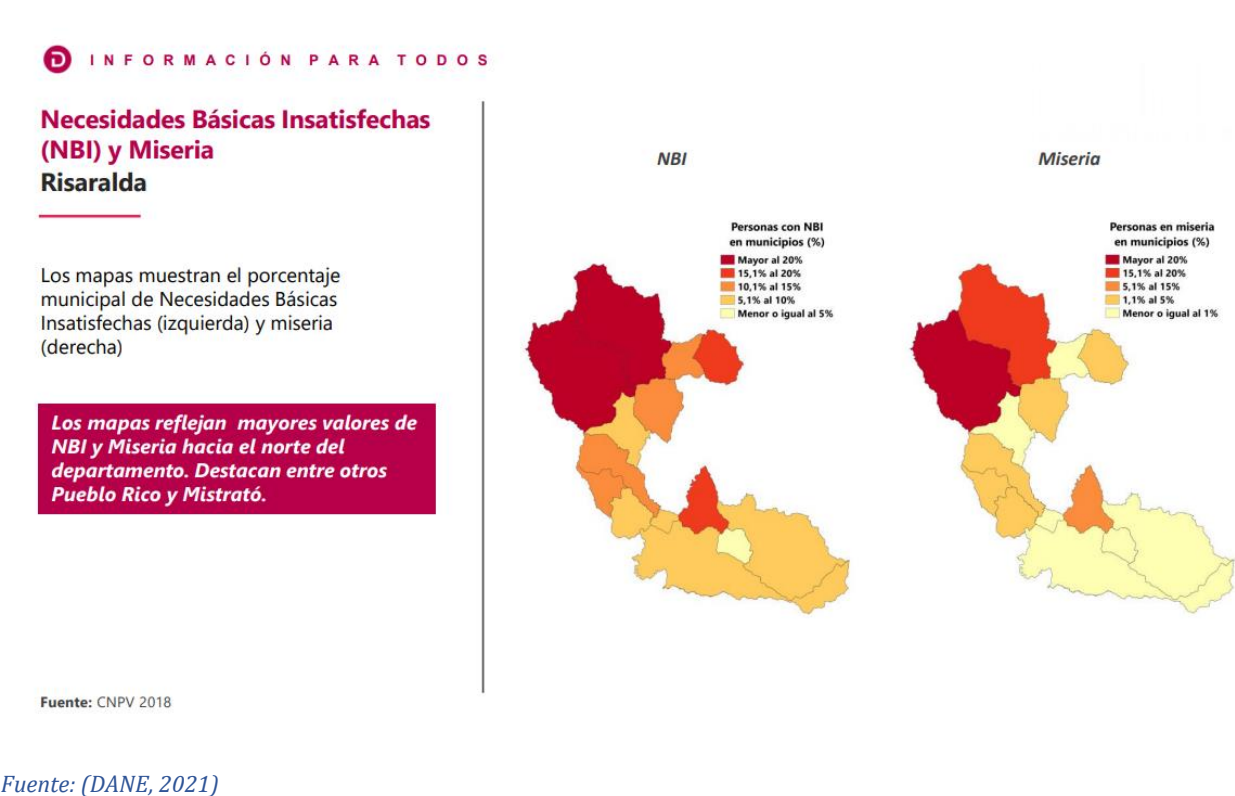 INFORMACIÓN PARA TODOS
Necesidades Básicas Insatisfechas
(NBI) y Miseria
Risaralda
Los mapas muestran el porcentaje
municipal de Necesidades Básicas
Insatisfechas (izquierda) y miseria
(derecha)
Los mapas reflejan mayores valores de
NBI y Miseria hacia el norte del
departamento. Destacan entre otros
Pueblo Rico y Mistrató.
Fuente: CNPV 2018
NBI
Personas con NBI
en municipios (%)
Mayor al 20%
15,1% al 20%
10,1% al 15%
5,1% al 10%
Menor o igual al 5%
Miseria
Personas en miseria
en municipios (%)
Mayor al 20%
15,1% al 20%
5,1% al 15%
1,1% al 5%
Menor o igual al 1%
Fuente: (DANE, 2021)